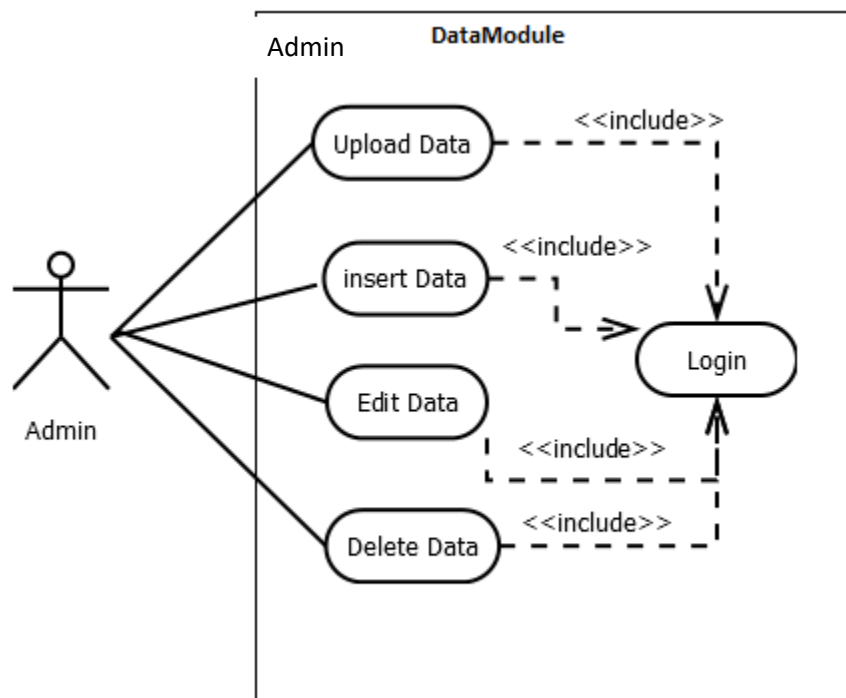 Admin
DataModule
<<include>>
Upload Data
<<include>>
insert Data
Login
Edit Data
Admin
<<include>>
<<include>>
Delete Data